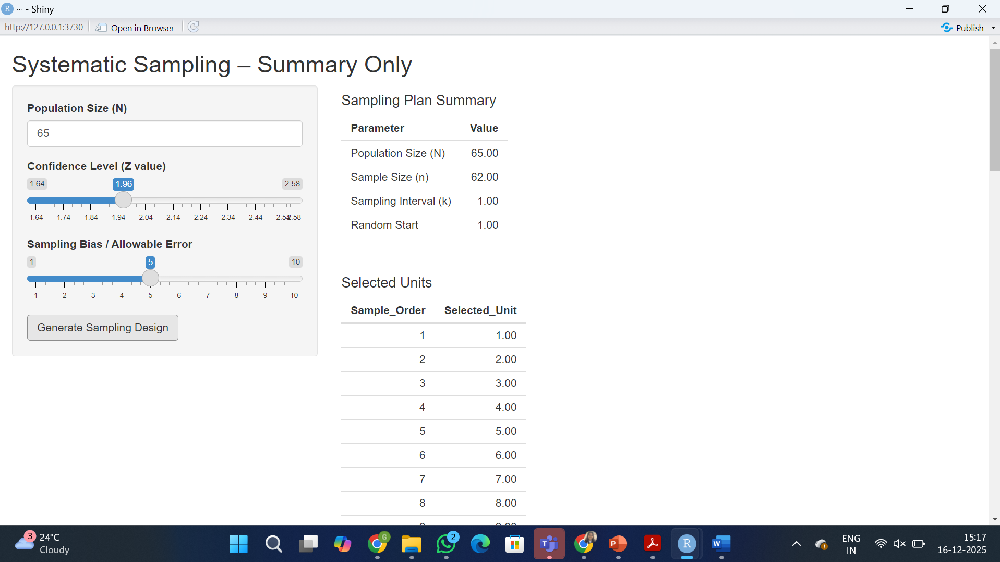 ~ - Shiny
http://127.0.0.1:3730
Open in Browser
Publish
Systematic Sampling – Summary Only
Population Size (N)
65
Confidence Level (Z value)
1.64 1.96 2.58
1.64 1.74 1.84 1.94 2.04 2.14 2.24 2.34 2.44 2.54 2.58
Sampling Bias / Allowable Error
1 5 10
1 2 3 4 5 6 7 8 9 10
Generate Sampling Design
Sampling Plan Summary
Parameter Value
Population Size (N) 65.00
Sample Size (n) 62.00
Sampling Interval (k) 1.00
Random Start 1.00
Selected Units
Sample_Order Selected_Unit
1 1.00
2 2.00
3 3.00
4 4.00
5 5.00
6 6.00
7 7.00
8 8.00
3
24°C
Cloudy
G
2
ENG
IN
15:17
16-12-2025